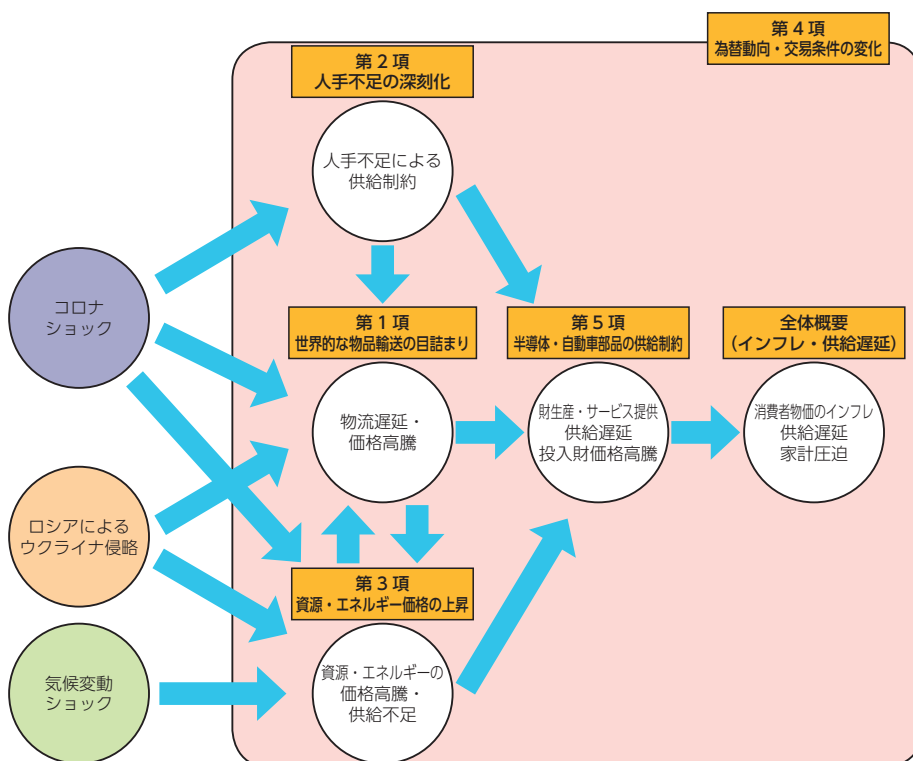 第４項
為替動向・交易条件の変化
第２項
人手不足の深刻化
人手不足による
供給制約
コロナ
ショック
第１項
世界的な物品輸送の目詰まり
物流遅延・
価格高騰
第５項
半導体・自動車部品の供給制約
財生産・サービス提供
供給遅延
投入財価格高騰
全体概要
（インフレ・供給遅延）
消費者物価のインフレ
供給遅延
家計圧迫
ロシアによる
ウクライナ侵略
第３項
資源・エネルギー価格の上昇
資源・エネルギーの
価格高騰・
供給不足
気候変動
ショック